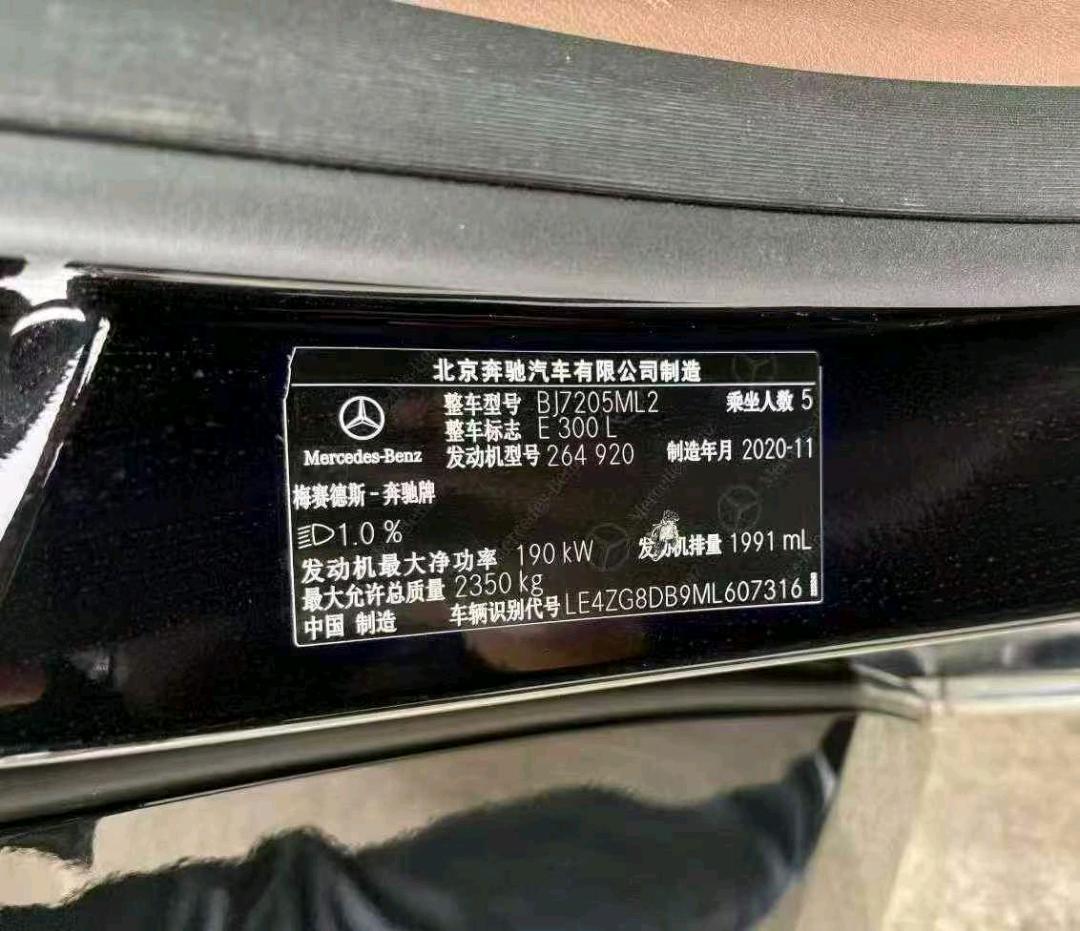 北京奔驰汽车有限公司制造
Mercedes-Benz
整车型号 BJ7205ML2 乘坐人数 5
整车标志 E 300 L
发动机型号 264 920 制造年月 2020-11
梅赛德斯-奔驰牌
1.0 %
发动机最大净功率 190 kW 发动机排量 1991 mL
最大允许总质量 2350 kg
中国 制造 车辆识别代号 LE4ZG8DB9ML607316